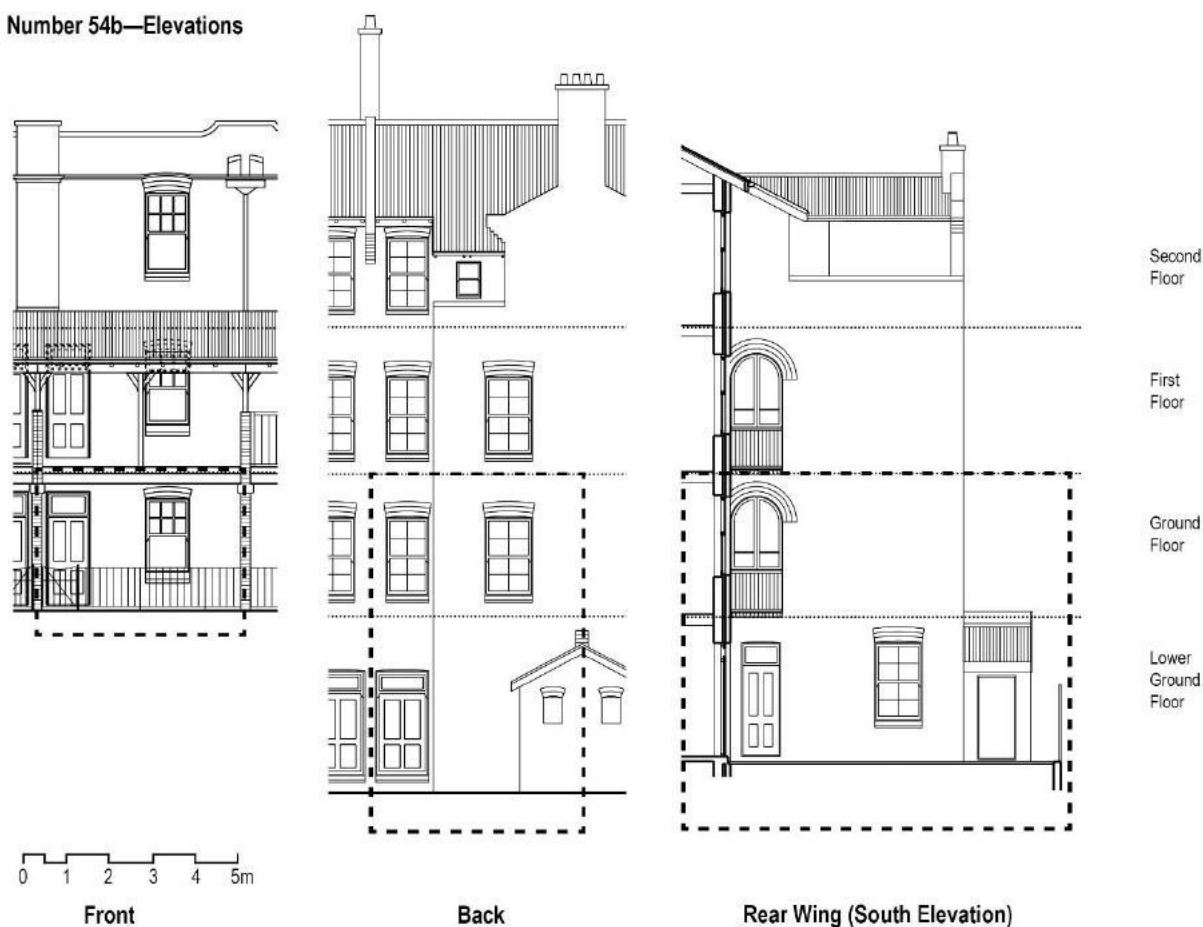 Number 54b—Elevations
Second
Floor
First
Floor
Ground
Floor
Lower
Ground
Floor
0 1 2 3 4 5m
Front
Back
Rear Wing (South Elevation)